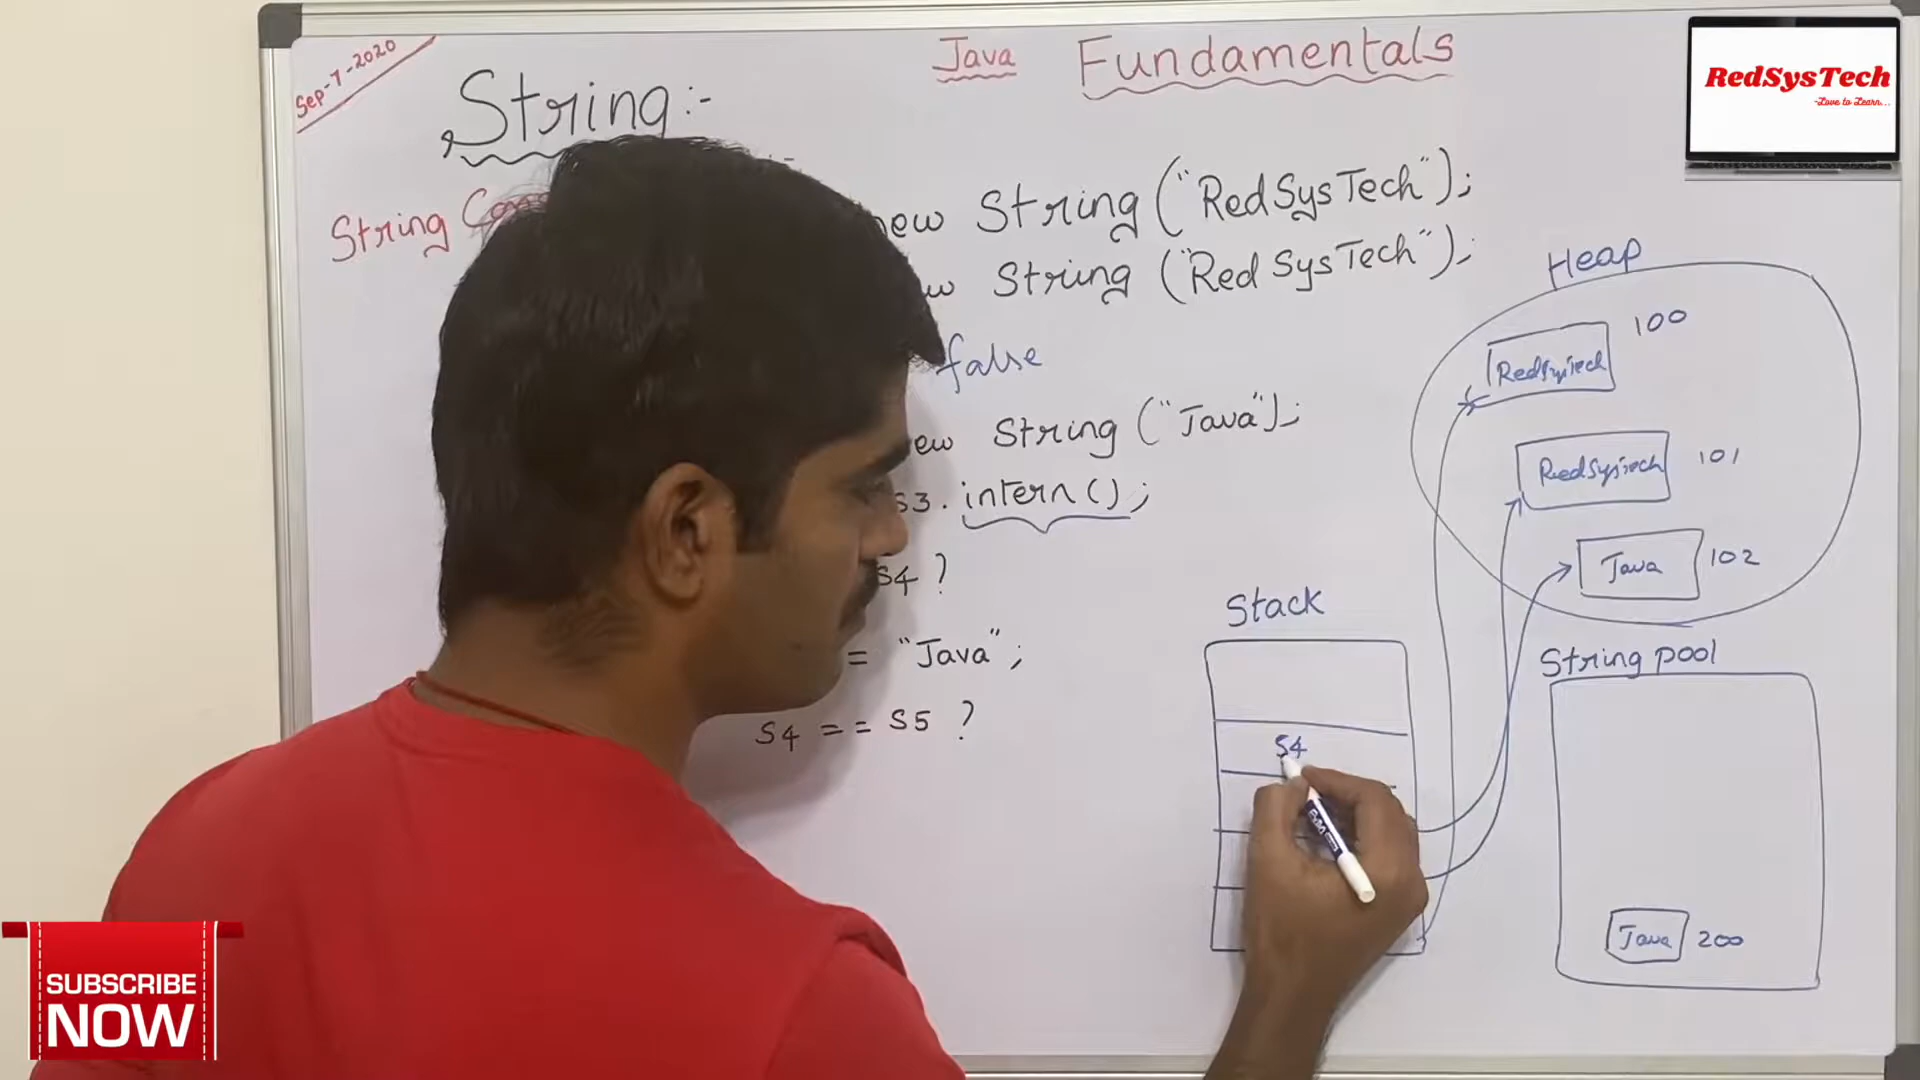 Sep-7-2020
Java Fundamentals
RedSysTech
-Love to Learn...
String:-
String
new String ("RedSysTech");
String ("RedSysTech");
Heap
100
RedSysTech
false
new String ("Java");
RedSysTech
101
s3.intern();
Java
102
S4 ?
Stack
= "Java";
String pool
S4 == S5 ?
S4
Java
200
SUBSCRIBE
NOW